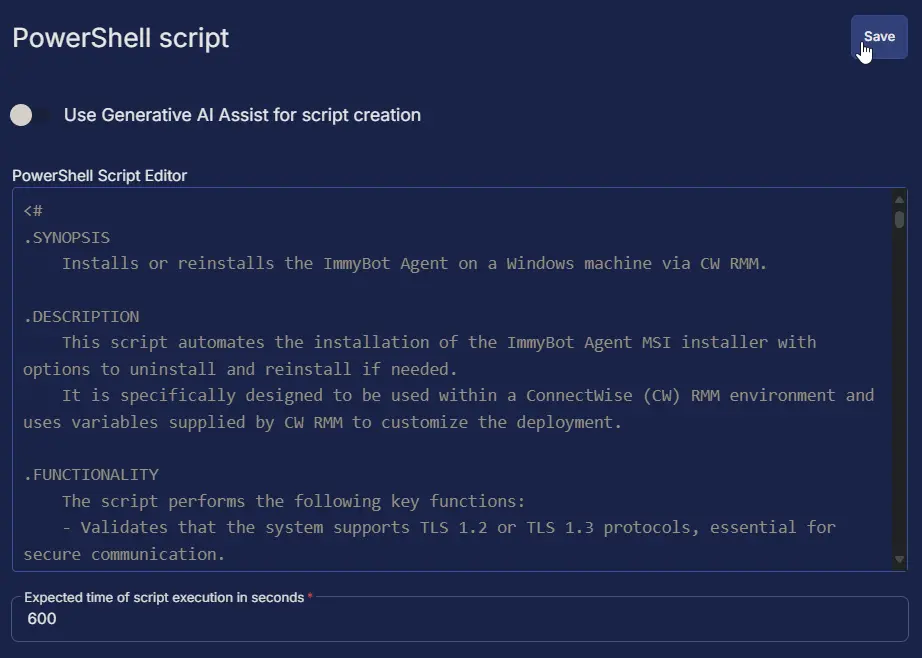 PowerShell script
Save
Use Generative AI Assist for script creation
PowerShell Script Editor
<#
.SYNOPSIS
Installs or reinstalls the ImmyBot Agent on a Windows machine via CW RMM.
.DESCRIPTION
This script automates the installation of the ImmyBot Agent MSI installer with
options to uninstall and reinstall if needed.
It is specifically designed to be used within a ConnectWise (CW) RMM environment and
uses variables supplied by CW RMM to customize the deployment.
.FUNCTIONALITY
The script performs the following key functions:
- Validates that the system supports TLS 1.2 or TLS 1.3 protocols, essential for
secure communication.
Expected time of script execution in seconds *
600